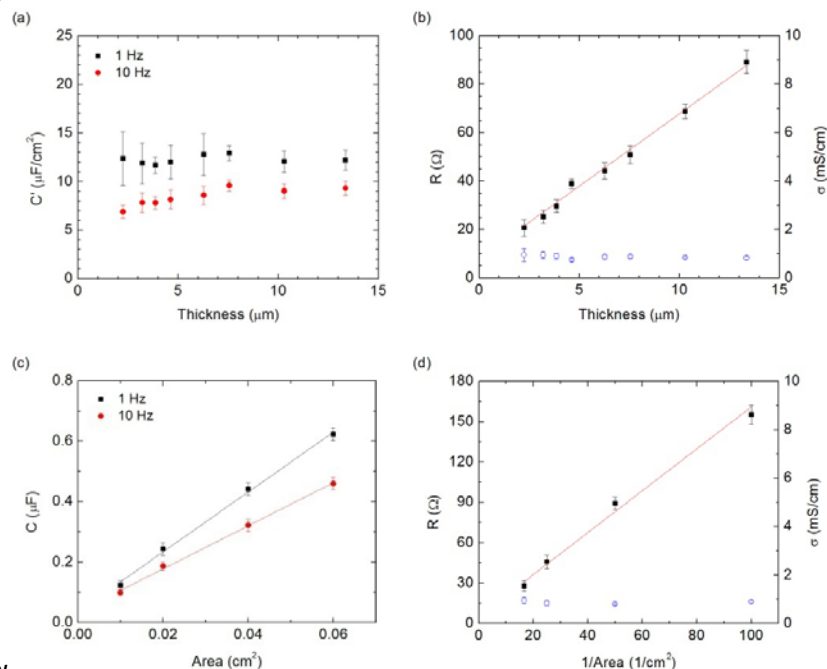 (a)
1 Hz
10 Hz
25
20
15
10
5
0
C' (μF/cm²)
0 5 10 15
Thickness (μm)
(b)
100
80
60
40
20
0
R (Ω)
10
8
6
4
2
0
σ (mS/cm)
0 5 10 15
Thickness (μm)
(c)
1 Hz
10 Hz
0.8
0.6
0.4
0.2
0.0
C (μF)
0.00 0.02 0.04 0.06
Area (cm²)
(d)
180
150
120
90
60
30
0
R (Ω)
10
8
6
4
2
0
σ (mS/cm)
0 20 40 60 80 100
1/Area (1/cm²)